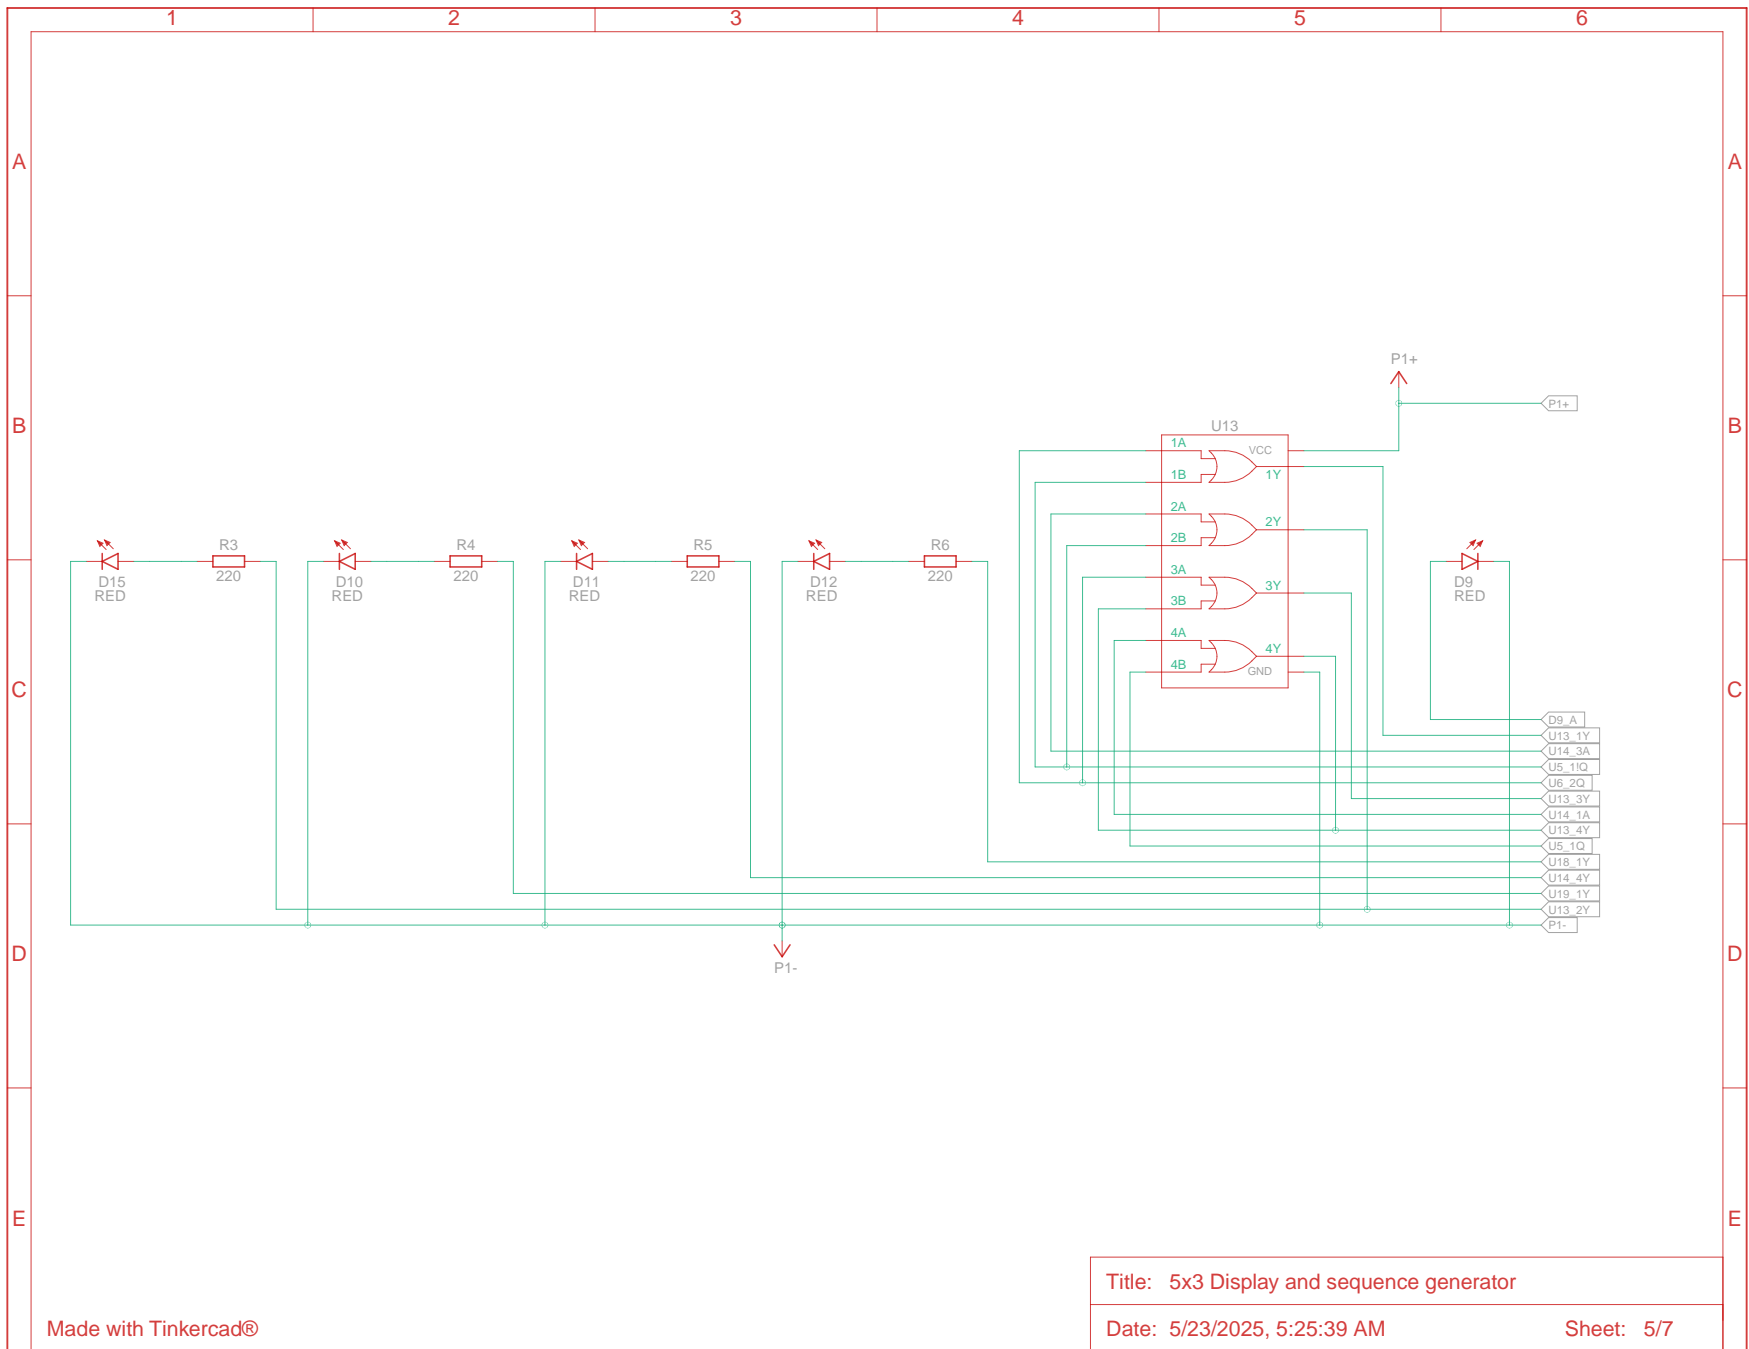 1 2 3 4 5 6
A A
P1+
P1+
B B
U13
1A VCC
1B 1Y
2A 2Y
2B
3A 3Y
3B
4A 4Y
4B GND
R3 R4 R5 R6
220 220 220 220
D15 D10 D11 D12 D9
RED RED RED RED RED
C C
D9_A
U13_1Y
U14_3A
U5_1!Q
U6_2Q
U13_3Y
U14_1A
U13_4Y
U5_1Q
U18_1Y
U14_4Y
U19_1Y
U13_2Y
P1-
D D
P1-
E E
Title: 5x3 Display and sequence generator
Made with Tinkercad®
Date: 5/23/2025, 5:25:39 AM Sheet: 5/7